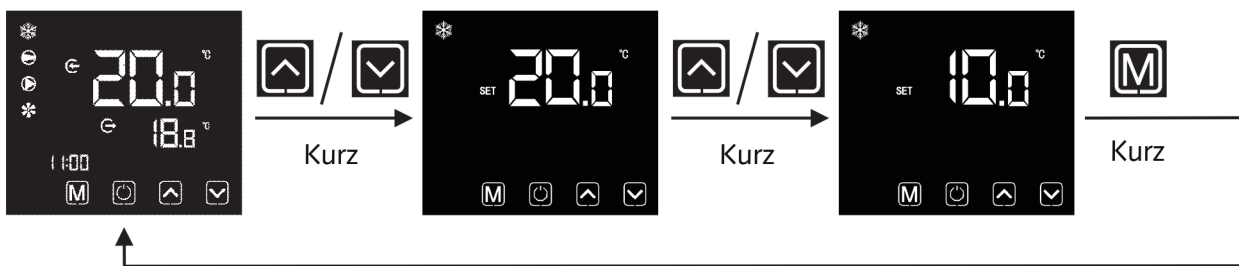 20.0 °C
18.8 °C
11:00
M
Kurz
SET 20.0 °C
M
Kurz
SET 10.0 °C
M
M
Kurz